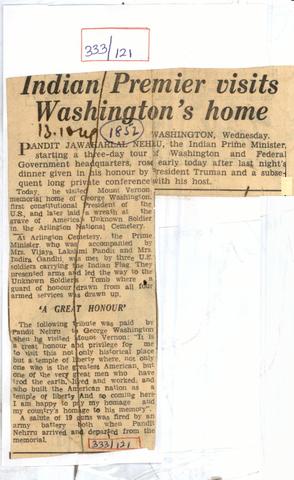 333/121
Indian Premier visits
Washington's home
(1852)
WASHINGTON, Wednesday.
PANDIT JAWAHARLAL NEHRU, the Indian Prime Minister,
starting a three-day tour of Washington and Federal
Government headquarters, rose early today after last night's
dinner given in his honour by President Truman and a subse-
quent long private conference with his host.
Today, he visited Mount Vernon,
memorial home of George Washington,
first constitutional President of the
U.S., and later laid a wreath at the
grave of America's Unknown Soldier
in the Arlington National Cemetery.
At Arlington Cemetery, the Prime
Minister, who was accompanied by
Mrs. Vijaya Lakshmi Pandit and Mrs.
Indira Gandhi, was met by three U.S.
soldiers carrying the Indian Flag. They
presented arms and led the way to the
Unknown Soldier's Tomb where a
guard of honour drawn from all four
armed services was drawn up.
'A GREAT HONOUR'
The following tribute was paid by
Pandit Nehru to George Washington
when he visited Mount Vernon: "It is
a great honour and privilege for me
to visit this not only historical place
but a temple of liberty where, not only
one who is the greatest American, but
one of the very great men who have
trod the earth, lived and worked, and
who built the American nation as a
temple of liberty. And so coming here
I am happy to pay my homage and
my country's homage to his memory".
A salute of 19 guns was fired by an
army battery both when Pandit
Nehru arrived and departed from the
memorial.
333/121